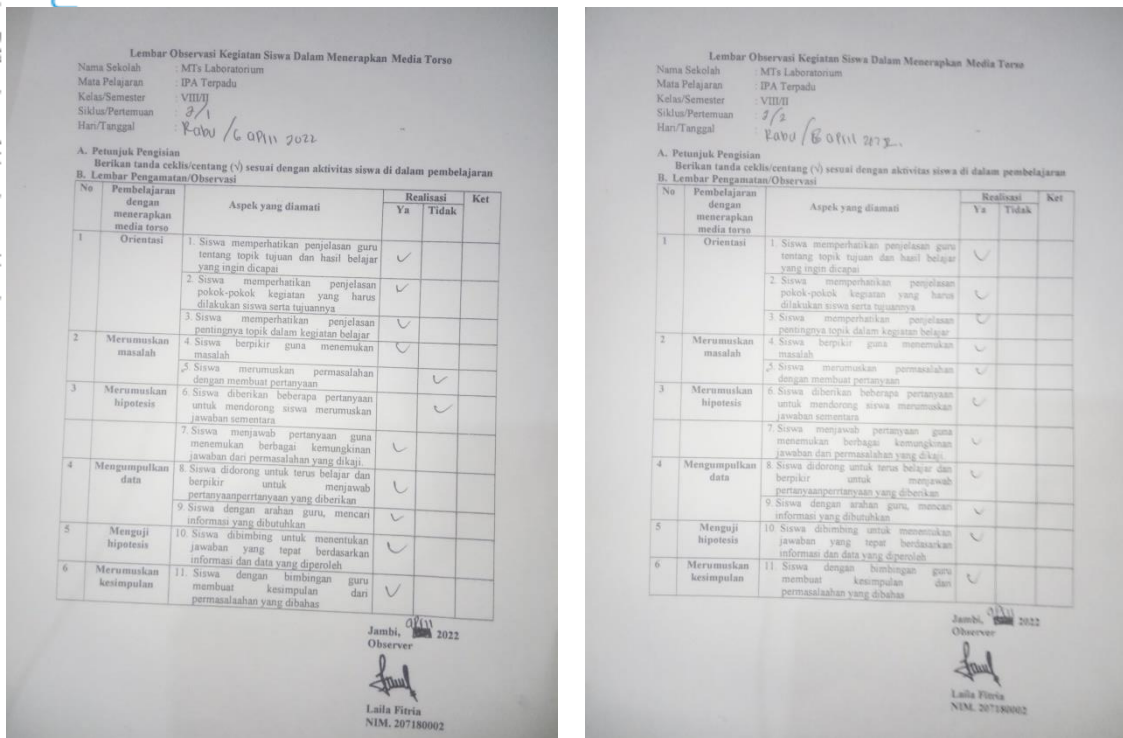 Lembar Observasi Kegiatan Siswa Dalam Menerapkan Media Torso
Nama Sekolah : MTs Laboratorium
Mata Pelajaran : IPA Terpadu
Kelas/Semester : VIII/II
Siklus/Pertemuan : 2/1
Hari/Tanggal : Rabu / 6 April 2022
A. Petunjuk Pengisian
Berikan tanda ceklis/centang (√) sesuai dengan aktivitas siswa di dalam pembelajaran
B. Lembar Pengamatan/Observasi
No Pembelajaran dengan menerapkan media torso Aspek yang diamati Realisasi Ket
Ya Tidak
1 Orientasi 1. Siswa memperhatikan penjelasan guru
tentang topik tujuan dan hasil belajar ✓
yang ingin dicapai
2. Siswa memperhatikan penjelasan ✓
pokok-pokok kegiatan yang harus
dilakukan siswa serta tujuannya
3. Siswa memperhatikan penjelasan ✓
pentingnya topik dalam kegiatan belajar
2 Merumuskan masalah 4. Siswa berpikir guna menemukan ✓
masalah
5. Siswa merumuskan permasalahan
dengan membuat pertanyaan ✓
3 Merumuskan hipotesis 6. Siswa diberikan beberapa pertanyaan
untuk mendorong siswa merumuskan ✓
jawaban sementara
7. Siswa menjawab pertanyaan guna
menemukan berbagai kemungkinan ✓
jawaban dari permasalahan yang dikaji.
4 Mengumpulkan data 8. Siswa didorong untuk terus belajar dan
berpikir untuk menjawab ✓
pertanyaanperrtanyaan yang diberikan
9. Siswa dengan arahan guru, mencari ✓
informasi yang dibutuhkan
5 Menguji hipotesis 10. Siswa dibimbing untuk menentukan
jawaban yang tepat berdasarkan ✓
informasi dan data yang diperoleh
6 Merumuskan kesimpulan 11. Siswa dengan bimbingan guru
membuat kesimpulan dari ✓
permasalaahan yang dibahas
Jambi, April 2022
Observer
Laila Fitria
NIM. 207180002
Lembar Observasi Kegiatan Siswa Dalam Menerapkan Media Torso
Nama Sekolah : MTs Laboratorium
Mata Pelajaran : IPA Terpadu
Kelas/Semester : VIII/II
Siklus/Pertemuan : 2/2
Hari/Tanggal : Rabu / April
A. Petunjuk Pengisian
Berikan tanda ceklis/centang (√) sesuai dengan aktivitas siswa di dalam pembelajaran
B. Lembar Pengamatan/Observasi
No Pembelajaran dengan menerapkan media torso Aspek yang diamati Realisasi Ket
Ya Tidak
1 Orientasi 1. Siswa memperhatikan penjelasan guru
tentang topik tujuan dan hasil belajar ✓
yang ingin dicapai
2. Siswa memperhatikan penjelasan
pokok-pokok kegiatan yang harus ✓
dilakukan siswa serta tujuannya
3. Siswa memperhatikan penjelasan ✓
pentingnya topik dalam kegiatan belajar
2 Merumuskan masalah 4. Siswa berpikir guna menemukan ✓
masalah
5. Siswa merumuskan permasalahan ✓
dengan membuat pertanyaan
3 Merumuskan hipotesis 6. Siswa diberikan beberapa pertanyaan
untuk mendorong siswa merumuskan ✓
jawaban sementara
7. Siswa menjawab pertanyaan guna
menemukan berbagai kemungkinan ✓
jawaban dari permasalahan yang dikaji.
4 Mengumpulkan data 8. Siswa didorong untuk terus belajar dan
berpikir untuk menjawab ✓
pertanyaanperrtanyaan yang diberikan
9. Siswa dengan arahan guru, mencari ✓
informasi yang dibutuhkan
5 Menguji hipotesis 10. Siswa dibimbing untuk menentukan
jawaban yang tepat berdasarkan ✓
informasi dan data yang diperoleh
6 Merumuskan kesimpulan 11. Siswa dengan bimbingan guru
membuat kesimpulan dari ✓
permasalaahan yang dibahas
Jambi, April 2022
Observer
Laila Fitria
NIM. 207180002